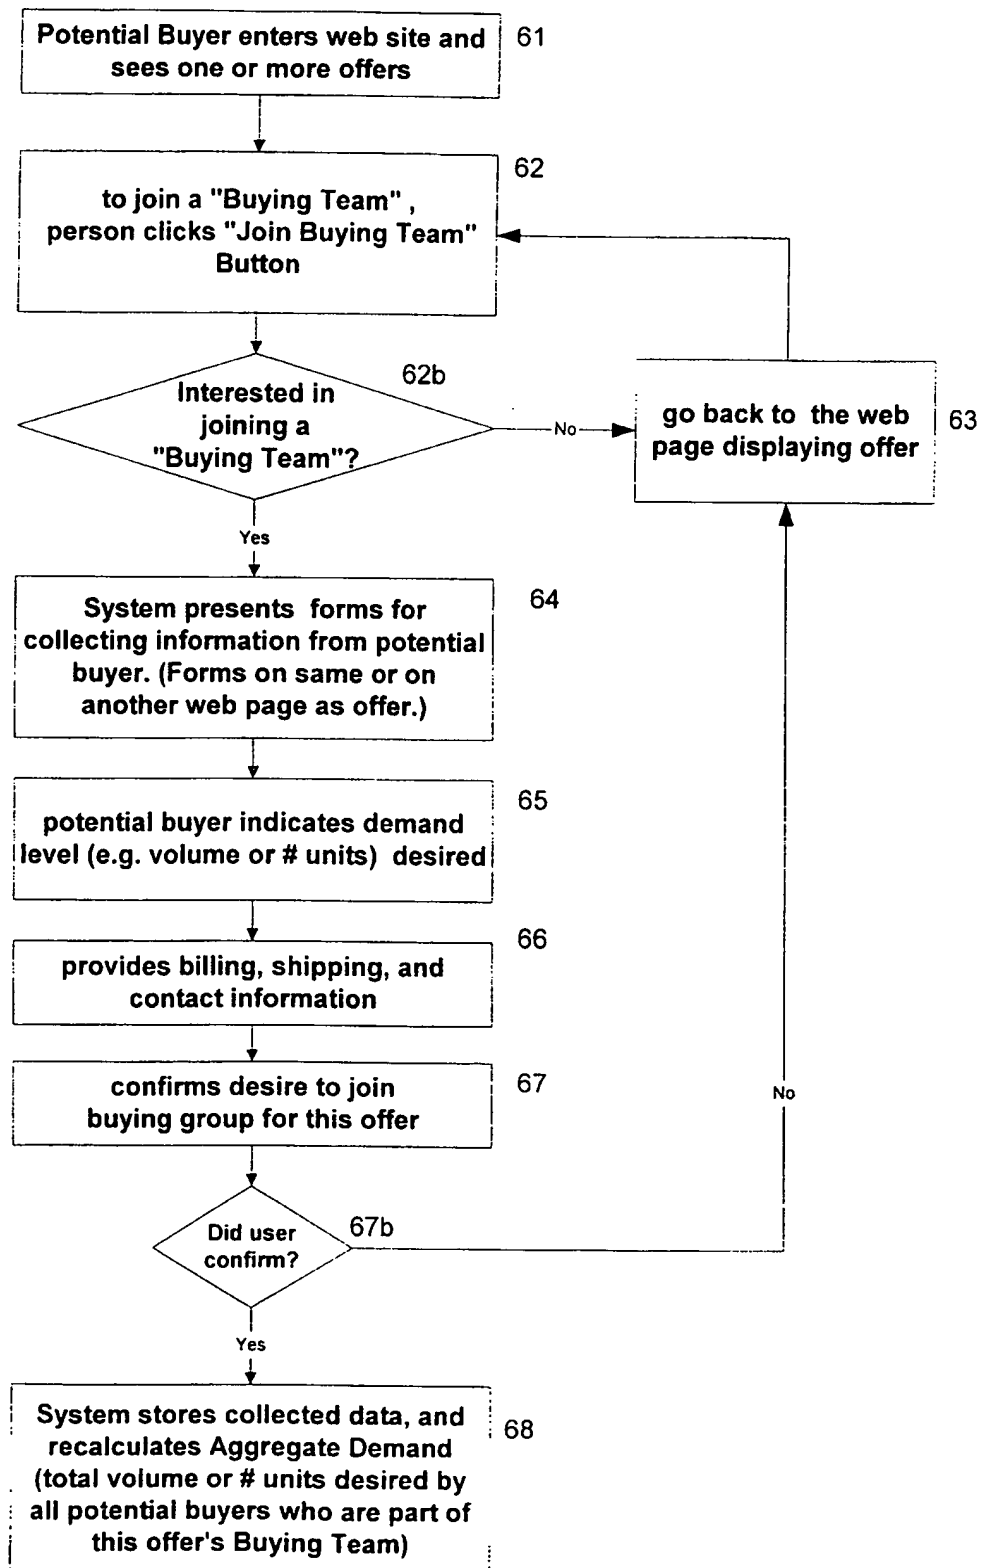 Potential Buyer enters web site and
sees one or more offers
61
62
to join a "Buying Team" ,
person clicks "Join Buying Team"
Button
62b
Interested in
joining a
"Buying Team"?
No
go back to the web
page displaying offer
63
Yes
System presents forms for
collecting information from potential
buyer. (Forms on same or on
another web page as offer.)
64
65
potential buyer indicates demand
level (e.g. volume or # units) desired
66
provides billing, shipping, and
contact information
67
confirms desire to join
buying group for this offer
No
67b
Did user
confirm?
Yes
System stores collected data, and
recalculates Aggregate Demand
(total volume or # units desired by
all potential buyers who are part of
this offer's Buying Team)
68